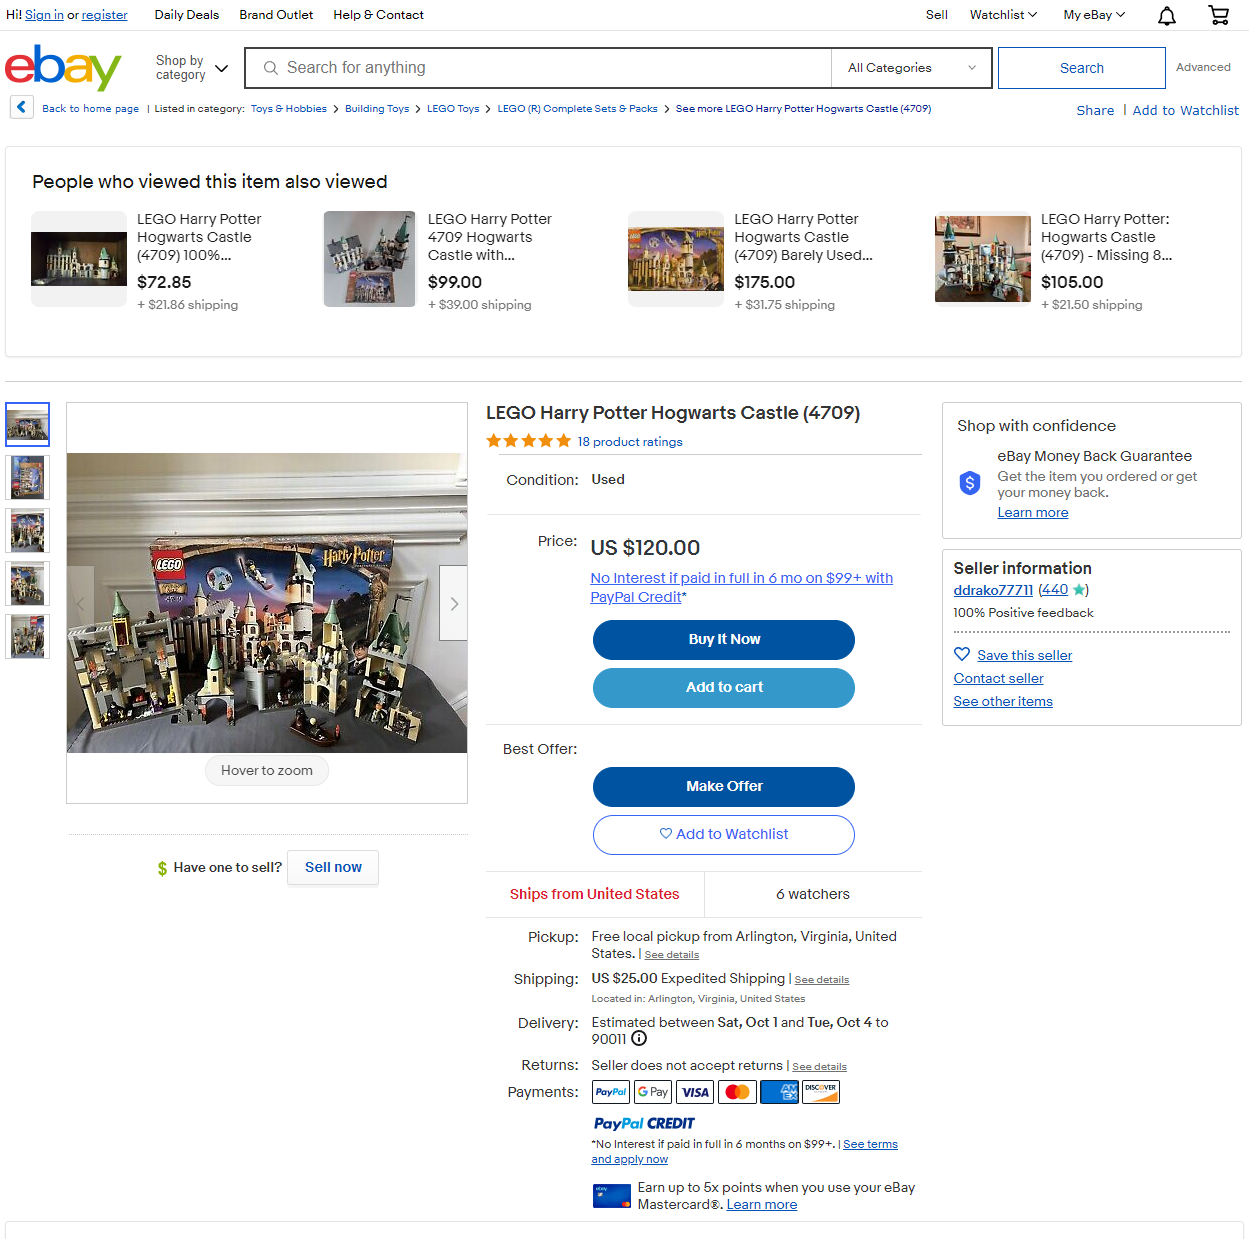 Hi! Sign in or register Daily Deals Brand Outlet Help & Contact Sell Watchlist My eBay
ebay Shop by category Search for anything All Categories Search Advanced
Back to home page | Listed in category: Toys & Hobbies Building Toys LEGO Toys LEGO (R) Complete Sets & Packs See more LEGO Harry Potter Hogwarts Castle (4709)
Share | Add to Watchlist
People who viewed this item also viewed
LEGO Harry Potter
Hogwarts Castle
(4709) 100%...
$72.85
+ $21.86 shipping
LEGO Harry Potter
4709 Hogwarts
Castle with...
$99.00
+ $39.00 shipping
LEGO Harry Potter
Hogwarts Castle
(4709) Barely Used...
$175.00
+ $31.75 shipping
LEGO Harry Potter:
Hogwarts Castle
(4709) - Missing 8...
$105.00
+ $21.50 shipping
LEGO
Harry Potter
4709
Hover to zoom
$ Have one to sell? Sell now
LEGO Harry Potter Hogwarts Castle (4709)
18 product ratings
Condition: Used
Price: US $120.00
No Interest if paid in full in 6 mo on $99+ with
PayPal Credit*
Buy It Now
Add to cart
Best Offer:
Make Offer
Add to Watchlist
Ships from United States 6 watchers
Pickup: Free local pickup from Arlington, Virginia, United
States. | See details
Shipping: US $25.00 Expedited Shipping | See details
Located in: Arlington, Virginia, United States
Delivery: Estimated between Sat, Oct 1 and Tue, Oct 4 to
90011
Returns: Seller does not accept returns | See details
Payments: PayPal G Pay VISA AMEX DISCOVER
PayPal CREDIT
*No Interest if paid in full in 6 months on $99+. | See terms
and apply now
ebay Earn up to 5x points when you use your eBay
Mastercard®. Learn more
Shop with confidence
eBay Money Back Guarantee
Get the item you ordered or get
your money back.
Learn more
Seller information
ddrako77711 (440)
100% Positive feedback
Save this seller
Contact seller
See other items